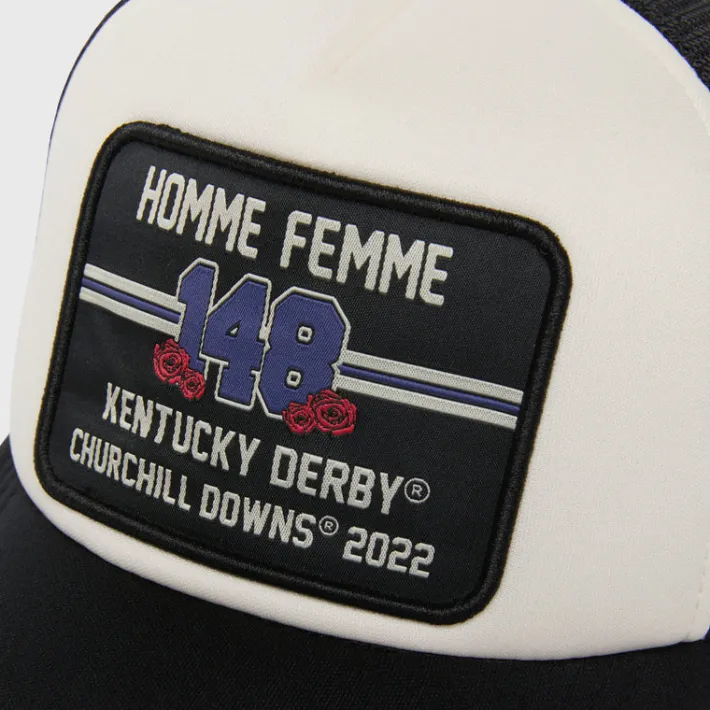 HOMME FEMME
148
KENTUCKY DERBY®
CHURCHILL DOWNS® 2022